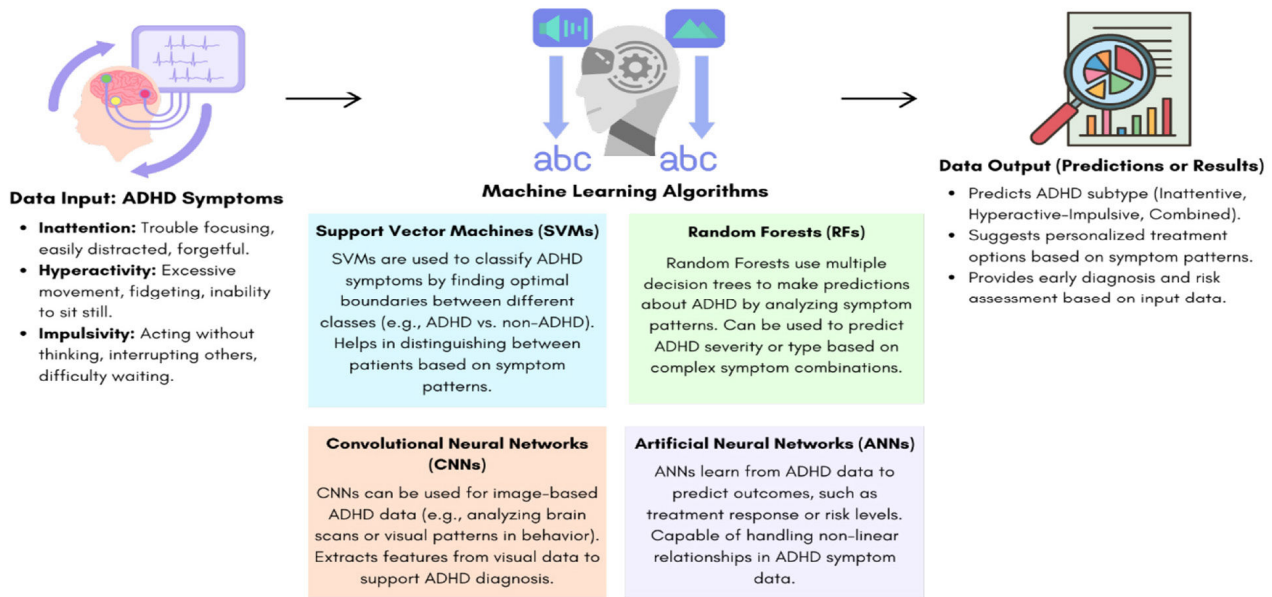 abc
abc
Data Input: ADHD Symptoms
• Inattention: Trouble focusing,
easily distracted, forgetful.
• Hyperactivity: Excessive
movement, fidgeting, inability
to sit still.
• Impulsivity: Acting without
thinking, interrupting others,
difficulty waiting.
Machine Learning Algorithms
Support Vector Machines (SVMs)
SVMs are used to classify ADHD
symptoms by finding optimal
boundaries between different
classes (e.g., ADHD vs. non-ADHD).
Helps in distinguishing between
patients based on symptom
patterns.
Random Forests (RFs)
Random Forests use multiple
decision trees to make predictions
about ADHD by analyzing symptom
patterns. Can be used to predict
ADHD severity or type based on
complex symptom combinations.
Convolutional Neural Networks
(CNNs)
CNNs can be used for image-based
ADHD data (e.g., analyzing brain
scans or visual patterns in behavior).
Extracts features from visual data to
support ADHD diagnosis.
Artificial Neural Networks (ANNs)
ANNs learn from ADHD data to
predict outcomes, such as
treatment response or risk levels.
Capable of handling non-linear
relationships in ADHD symptom
data.
Data Output (Predictions or Results)
• Predicts ADHD subtype (Inattentive,
Hyperactive-Impulsive, Combined).
• Suggests personalized treatment
options based on symptom patterns.
• Provides early diagnosis and risk
assessment based on input data.